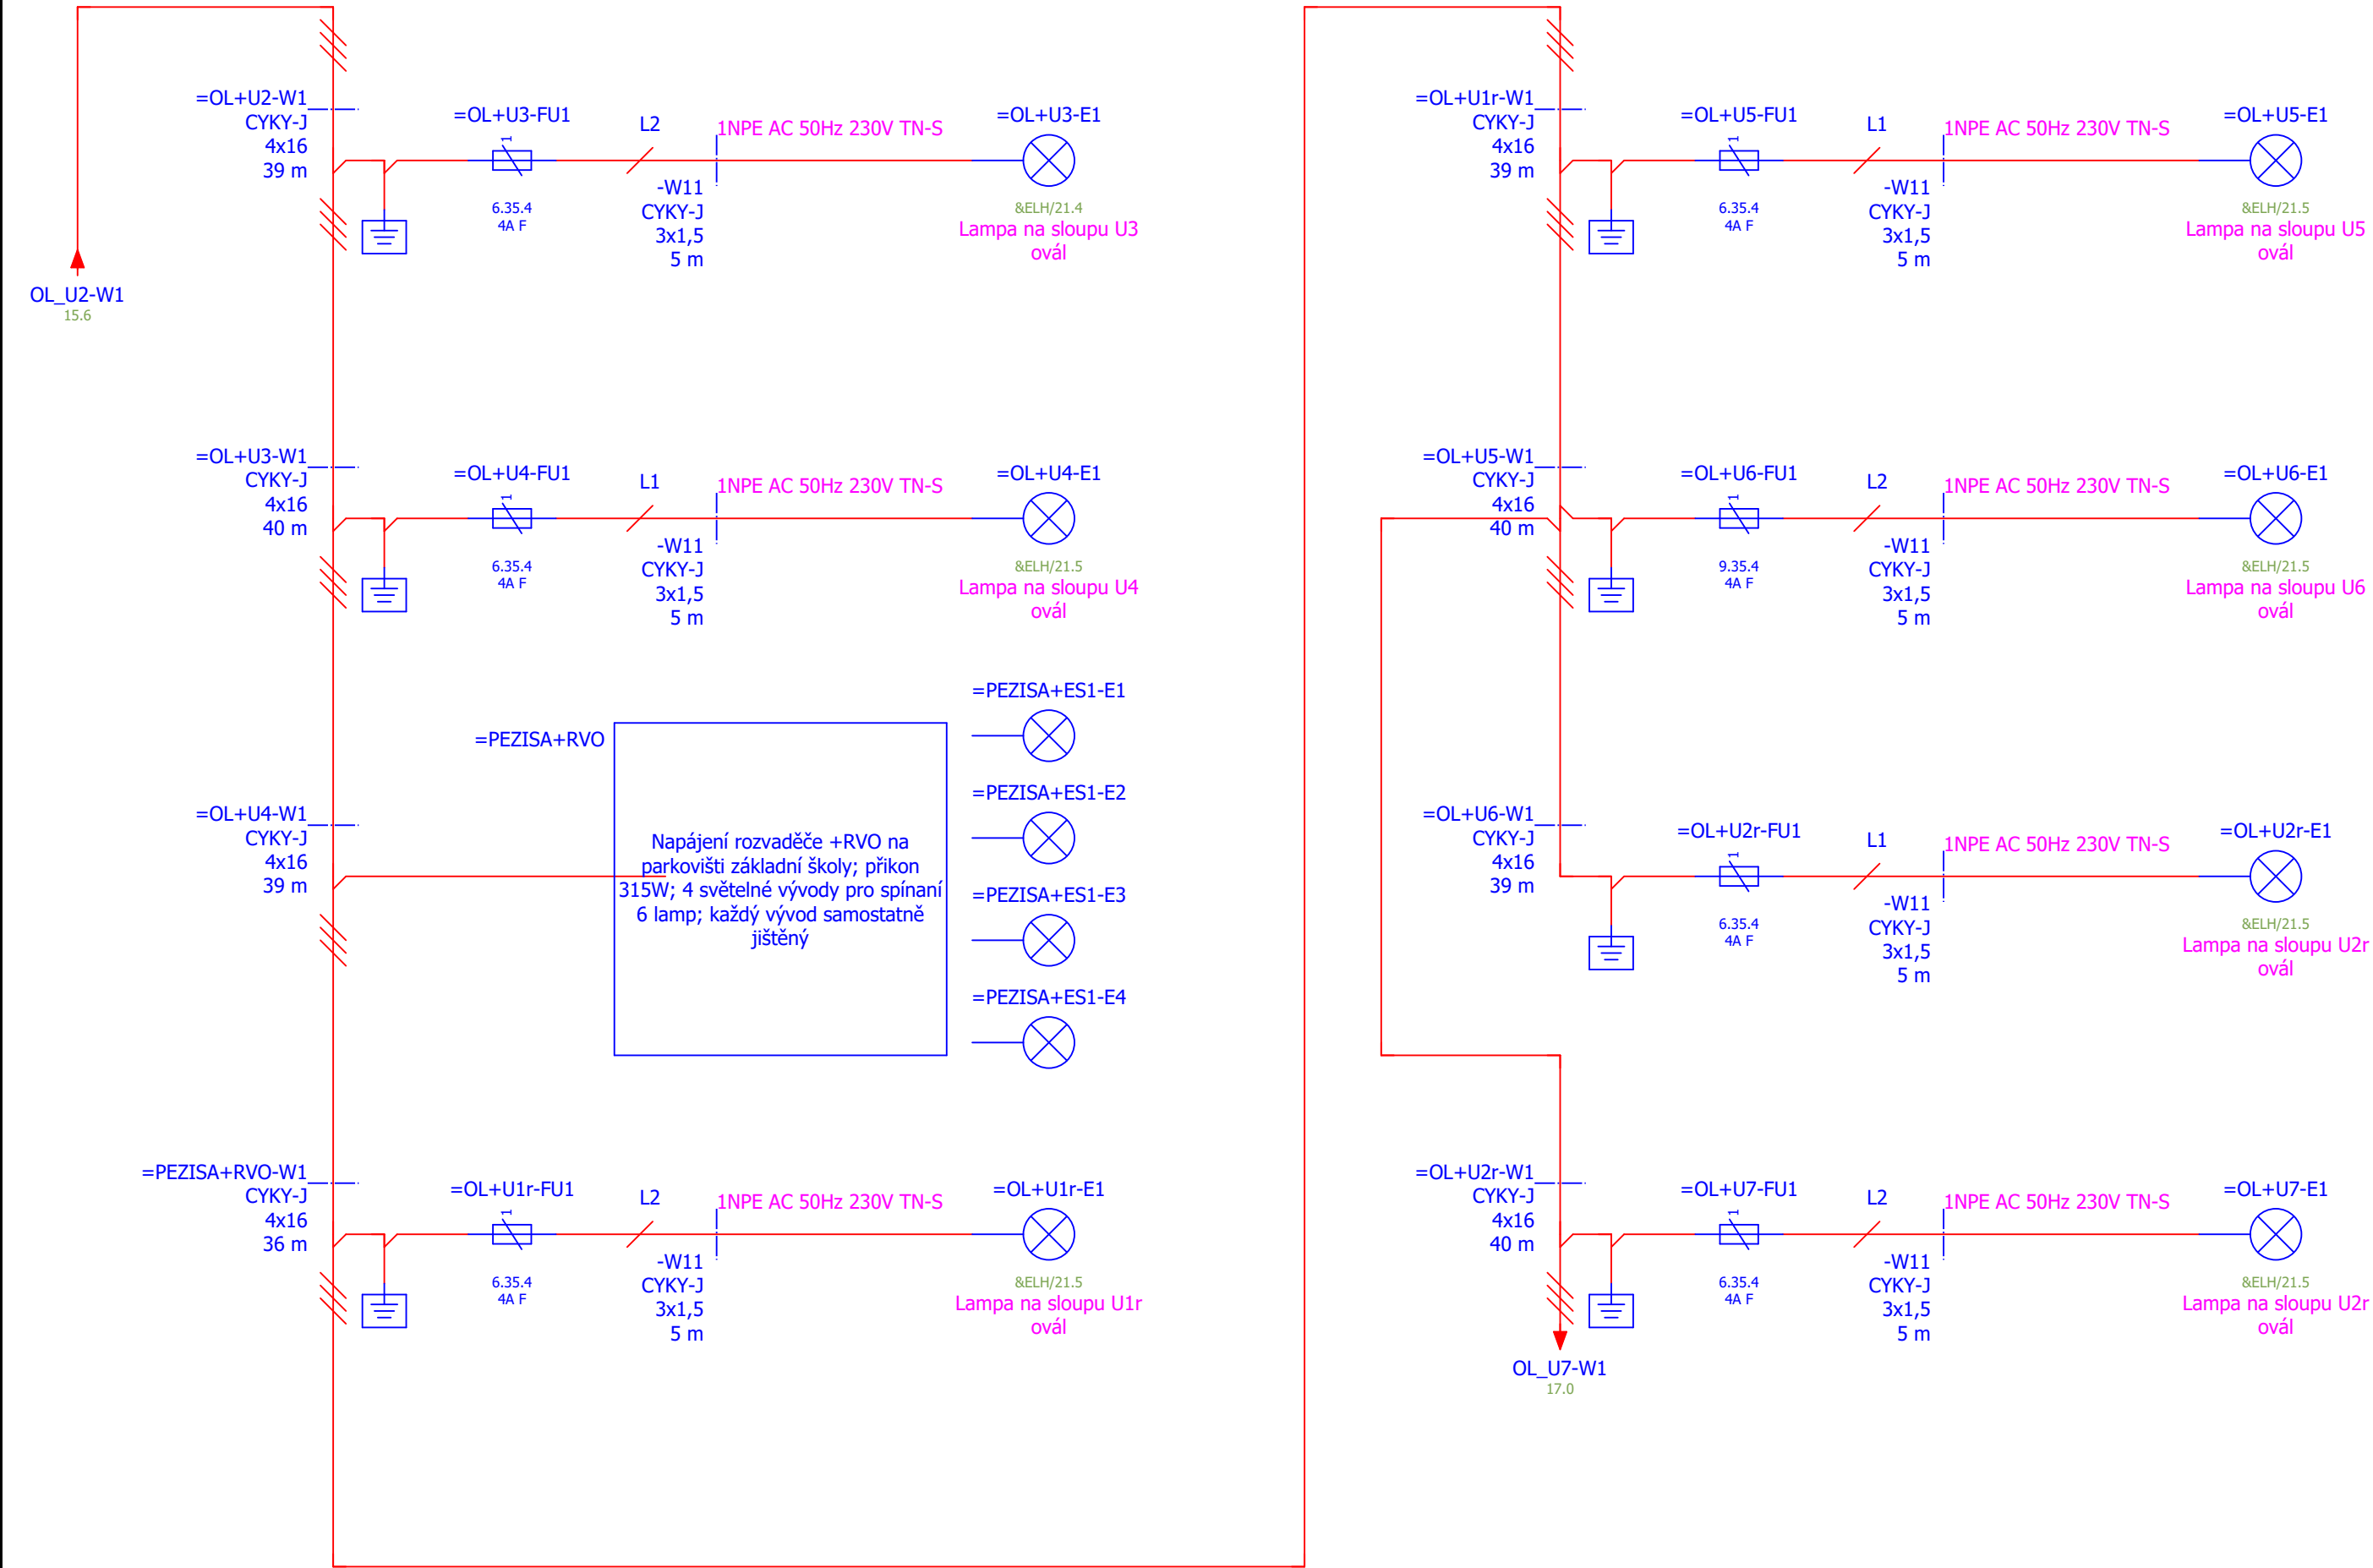 OL_U2-W1
15.6
=OL+U2-W1
CYKY-J
4x16
39 m
=OL+U3-FU1
1
6.35.4
4A F
L2
1NPE AC 50Hz 230V TN-S
-W11
CYKY-J
3x1,5
5 m
=OL+U3-E1
&ELH/21.4
Lampa na sloupu U3
ovál
=OL+U3-W1
CYKY-J
4x16
40 m
=OL+U4-FU1
1
6.35.4
4A F
L1
1NPE AC 50Hz 230V TN-S
-W11
CYKY-J
3x1,5
5 m
=OL+U4-E1
&ELH/21.5
Lampa na sloupu U4
ovál
=OL+U4-W1
CYKY-J
4x16
39 m
=PEZISA+RVO
Napájení rozvaděče +RVO na
parkovišti základní školy; přikon
315W; 4 světelné vývody pro spínaní
6 lamp; každý vývod samostatně
jištěný
=PEZISA+ES1-E1
=PEZISA+ES1-E2
=PEZISA+ES1-E3
=PEZISA+ES1-E4
=PEZISA+RVO-W1
CYKY-J
4x16
36 m
=OL+U1r-FU1
1
6.35.4
4A F
L2
1NPE AC 50Hz 230V TN-S
-W11
CYKY-J
3x1,5
5 m
=OL+U1r-E1
&ELH/21.5
Lampa na sloupu U1r
ovál
=OL+U1r-W1
CYKY-J
4x16
39 m
=OL+U5-FU1
1
6.35.4
4A F
L1
1NPE AC 50Hz 230V TN-S
-W11
CYKY-J
3x1,5
5 m
=OL+U5-E1
&ELH/21.5
Lampa na sloupu U5
ovál
=OL+U5-W1
CYKY-J
4x16
40 m
=OL+U6-FU1
1
9.35.4
4A F
L2
1NPE AC 50Hz 230V TN-S
-W11
CYKY-J
3x1,5
5 m
=OL+U6-E1
&ELH/21.5
Lampa na sloupu U6
ovál
=OL+U6-W1
CYKY-J
4x16
39 m
=OL+U2r-FU1
1
6.35.4
4A F
L1
1NPE AC 50Hz 230V TN-S
-W11
CYKY-J
3x1,5
5 m
=OL+U2r-E1
&ELH/21.5
Lampa na sloupu U2r
ovál
=OL+U2r-W1
CYKY-J
4x16
40 m
=OL+U7-FU1
1
6.35.4
4A F
L2
1NPE AC 50Hz 230V TN-S
-W11
CYKY-J
3x1,5
5 m
=OL+U7-E1
&ELH/21.5
Lampa na sloupu U2r
ovál
OL_U7-W1
17.0